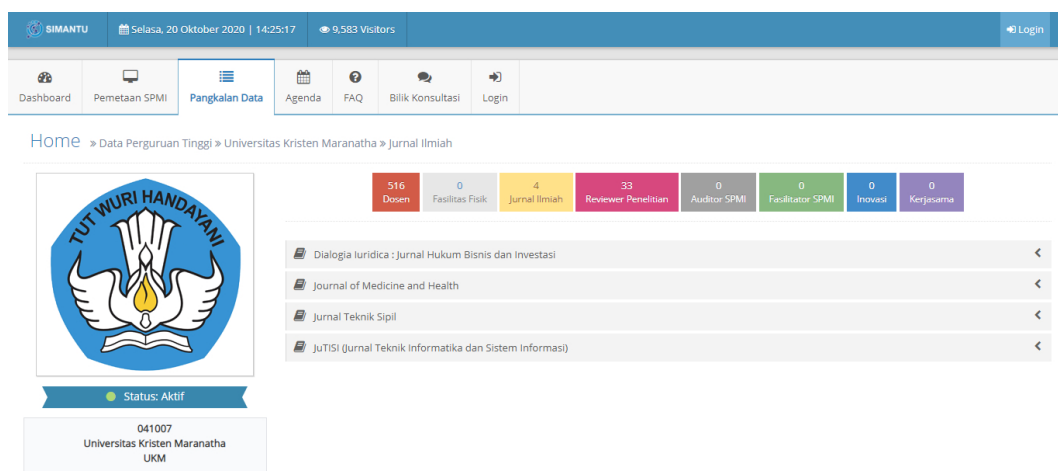 SIMANTU Selasa, 20 Oktober 2020 | 14:25:17 9,583 Visitors Login
Dashboard Pemetaan SPMI Pangkalan Data Agenda FAQ Bilik Konsultasi Login
Home » Data Perguruan Tinggi » Universitas Kristen Maranatha » Jurnal Ilmiah
TUT WURI HANDAYANI
516 Dosen
0 Fasilitas Fisik
4 Jurnal Ilmiah
33 Reviewer Penelitian
0 Auditor SPMI
0 Fasilitator SPMI
0 Inovasi
0 Kerjasama
Dialogia Iuridica : Jurnal Hukum Bisnis dan Investasi
Journal of Medicine and Health
Jurnal Teknik Sipil
JuTISI (Jurnal Teknik Informatika dan Sistem Informasi)
Status: Aktif
041007
Universitas Kristen Maranatha
UKM